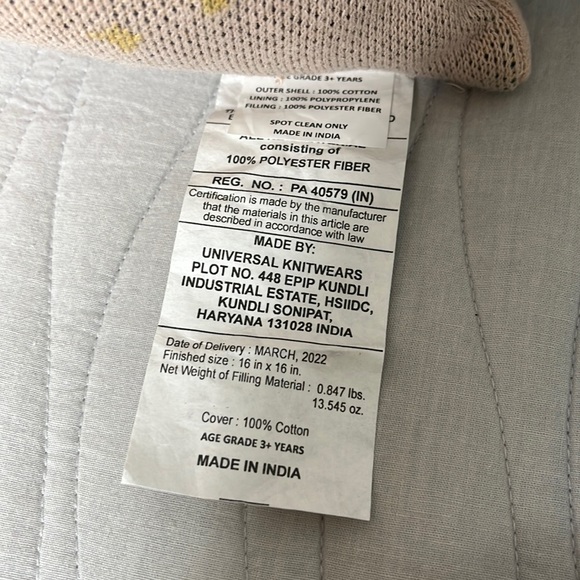 GRADE 3+ YEARS
OUTER SHELL : 100% COTTON
LINING : 100% POLYPROPYLENE
FILLING : 100% POLYESTER FIBER
SPOT CLEAN ONLY
MADE IN INDIA
consisting of
100% POLYESTER FIBER
REG. NO. : PA 40579 (IN)
Certification is made by the manufacturer
that the materials in this article are
described in accordance with law
MADE BY:
UNIVERSAL KNITWEARS
PLOT NO. 448 EPIP KUNDLI
INDUSTRIAL ESTATE, HSIIDC,
KUNDLI SONIPAT,
HARYANA 131028 INDIA
Date of Delivery : MARCH, 2022
Finished size : 16 in x 16 in.
Net Weight of Filling Material : 0.847 lbs.
13.545 oz.
Cover : 100% Cotton
AGE GRADE 3+ YEARS
MADE IN INDIA